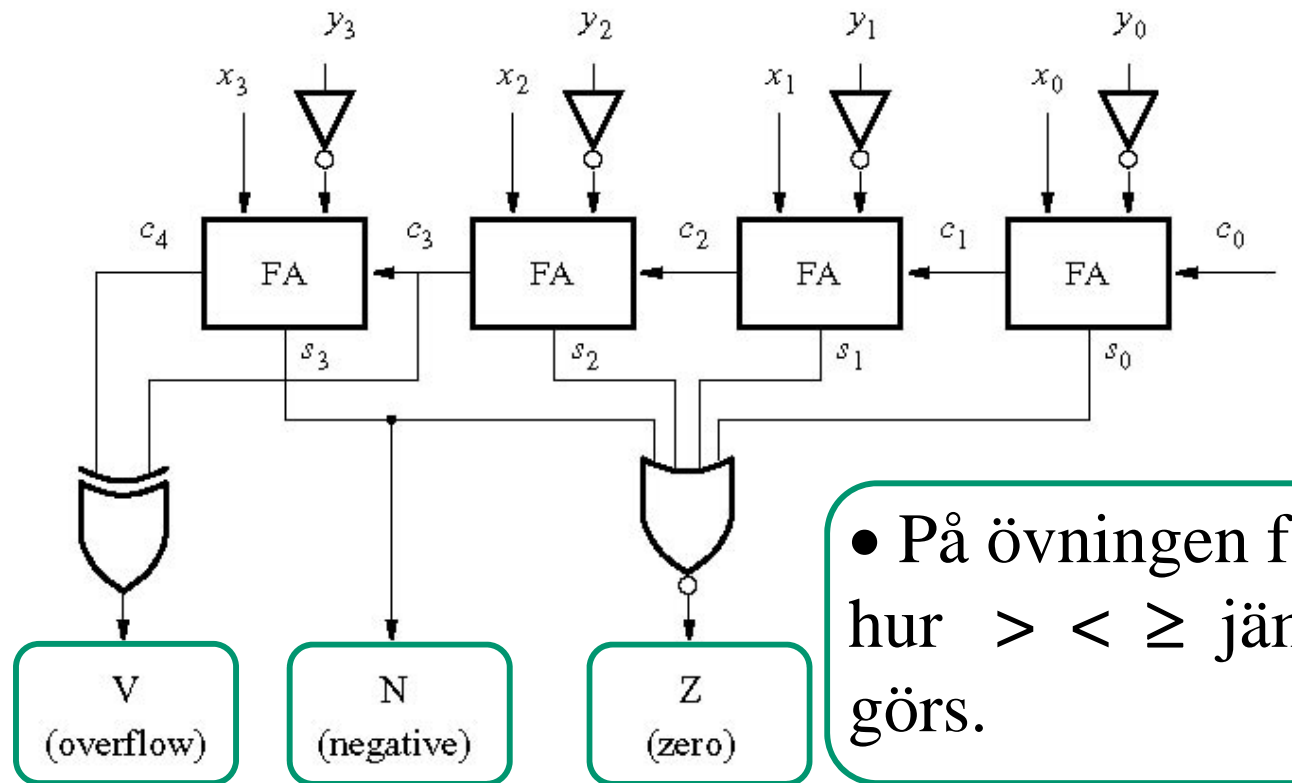 y3 y2 y1 y0
x3 x2 x1 x0
c4 c3 c2 c1 c0
FA FA FA FA
s3 s2 s1 s0
V
(overflow)
N
(negative)
Z
(zero)
• På övningen
hur > < ≥
görs.